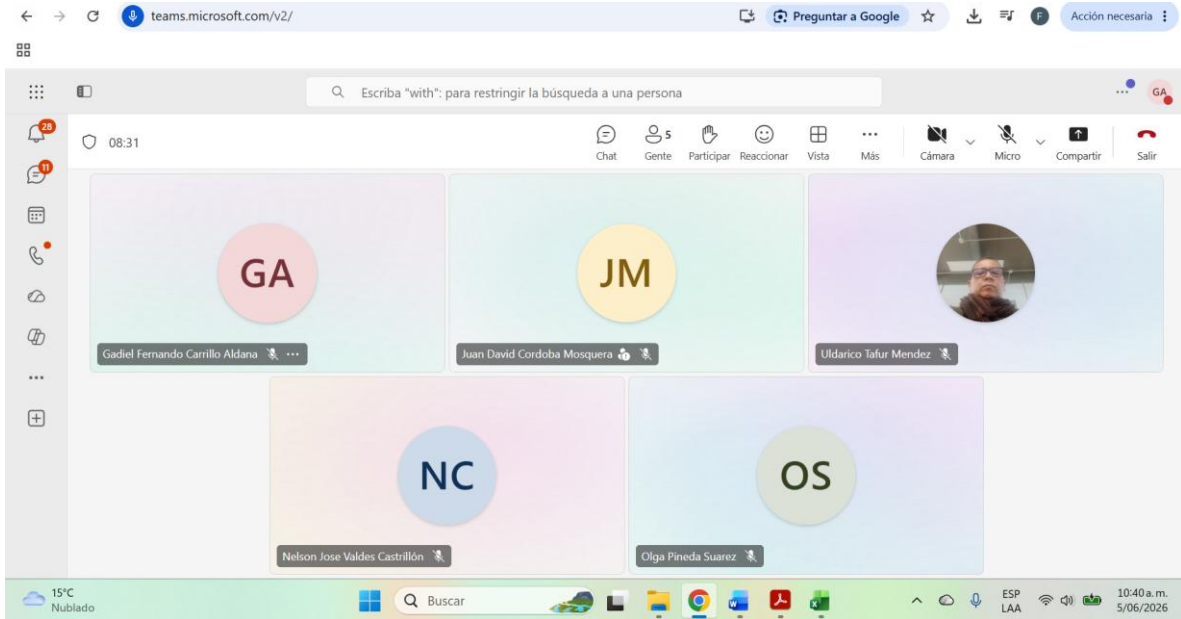 teams.microsoft.com/v2/
Preguntar a Google
F
Acción necesaria
Escriba "with": para restringir la búsqueda a una persona
GA
28
08:31
5
Chat
Gente
Participar
Reaccionar
Vista
Más
Cámara
Micro
Compartir
Salir
11
GA
JM
Gadiel Fernando Carrillo Aldana
Juan David Cordoba Mosquera
Uldarico Tafur Mendez
NC
OS
Nelson Jose Valdes Castrillón
Olga Pineda Suarez
15°C
Nublado
Buscar
ESP
LAA
10:40 a. m.
5/06/2026